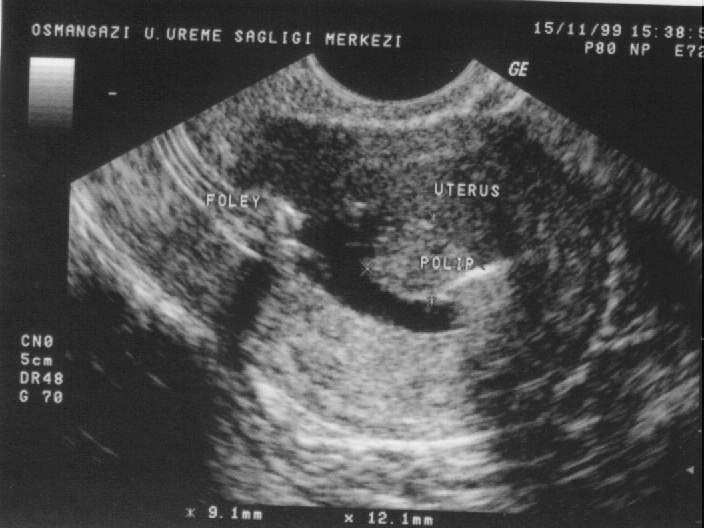 OSMANGAZI U.UREME SAGLIGI MERKEZI
15/11/99 15:38:5
P80 NP E72
GE
FOLEY
UTERUS
POLIP
CN0
5cm
DR48
G 70
9.1mm
× 12.1mm